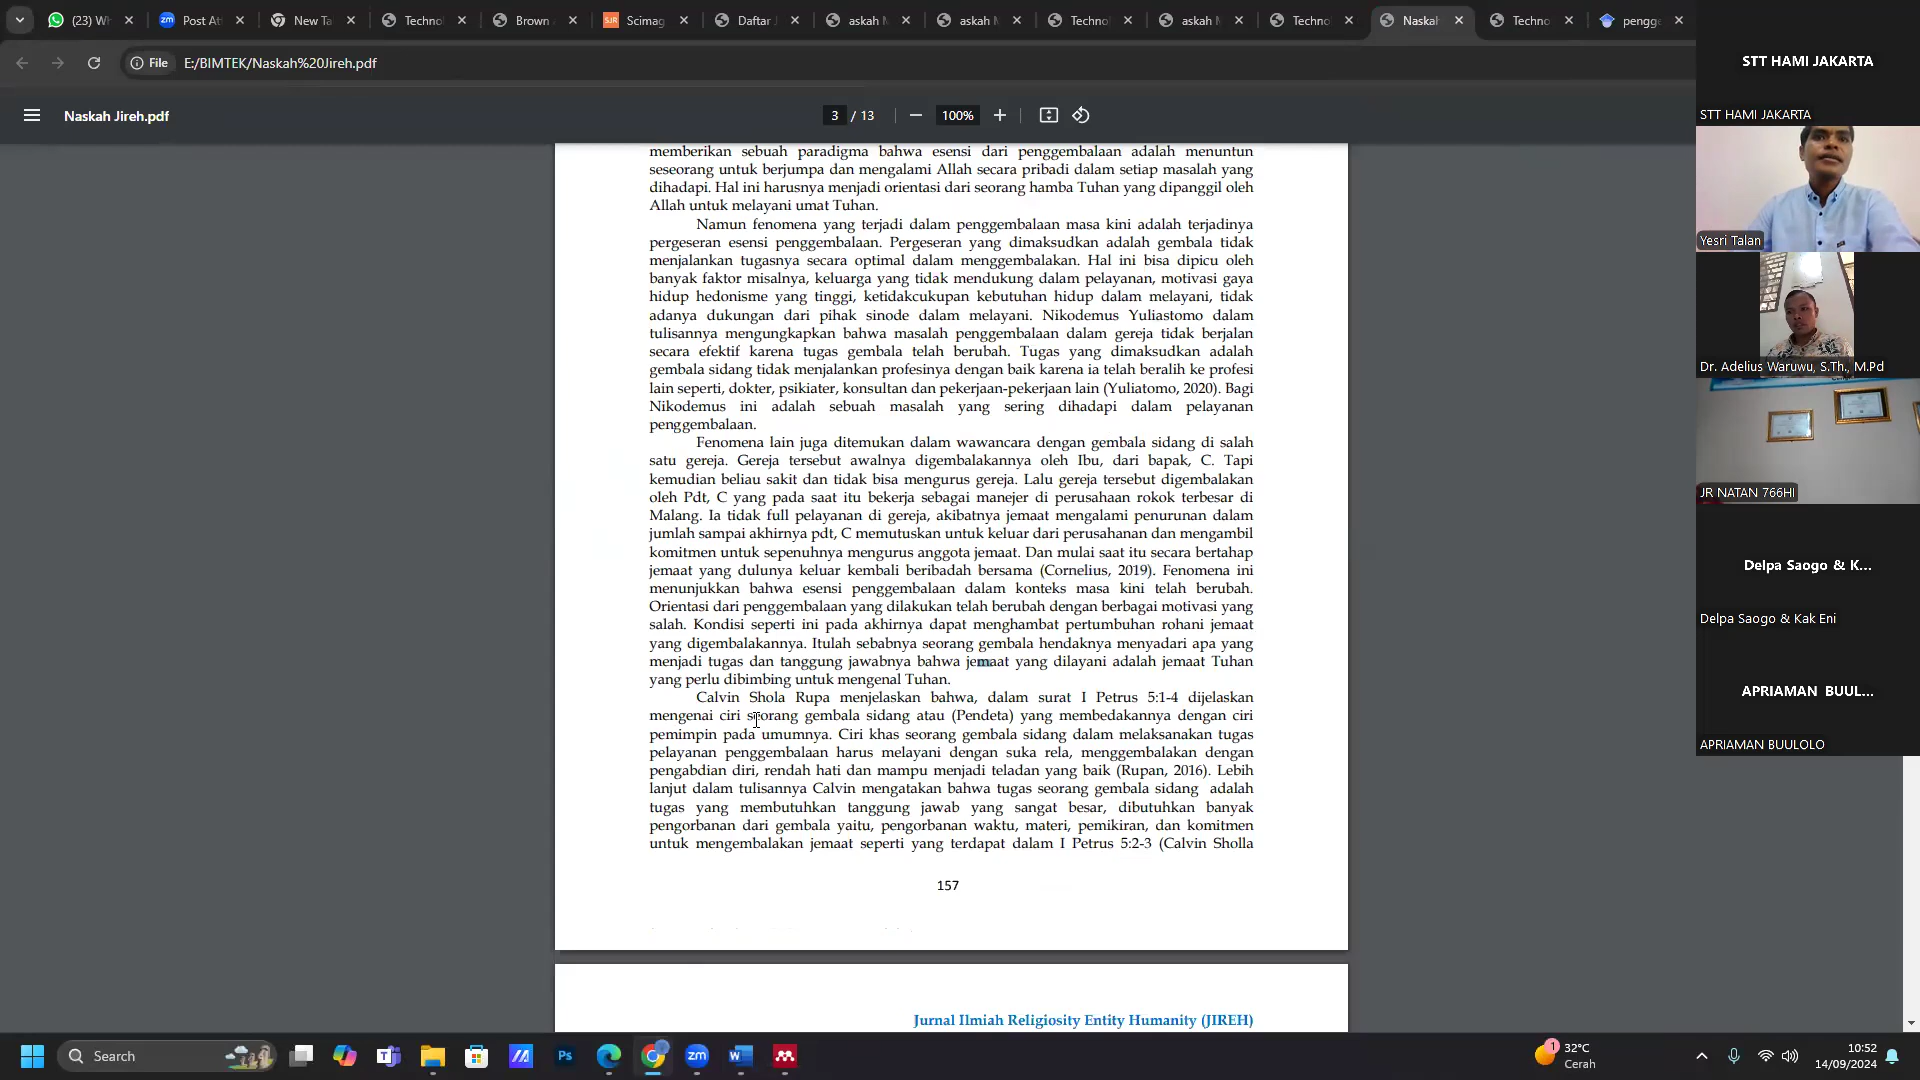 (23) W
Post At
New Ta
Techno
Brown
Scimag
Daftar
askah M
askah M
Techno
askah M
Techno
Naskah
Techno
pengge
File
E:/BIMTEK/Naskah%20Jireh.pdf
Naskah Jireh.pdf
3 / 13
100%
memberikan sebuah paradigma bahwa esensi dari penggembalaan adalah menuntun
seseorang untuk berjumpa dan mengalami Allah secara pribadi dalam setiap masalah yang
dihadapi. Hal ini harusnya menjadi orientasi dari seorang hamba Tuhan yang dipanggil oleh
Allah untuk melayani umat Tuhan.
Namun fenomena yang terjadi dalam penggembalaan masa kini adalah terjadinya
pergeseran esensi penggembalaan. Pergeseran yang dimaksudkan adalah gembala tidak
menjalankan tugasnya secara optimal dalam menggembalakan. Hal ini bisa dipicu oleh
banyak faktor misalnya, keluarga yang tidak mendukung dalam pelayanan, motivasi gaya
hidup hedonisme yang tinggi, ketidakcukupan kebutuhan hidup dalam melayani, tidak
adanya dukungan dari pihak sinode dalam melayani. Nikodemus Yuliastomo dalam
tulisannya mengungkapkan bahwa masalah penggembalaan dalam gereja tidak berjalan
secara efektif karena tugas gembala telah berubah. Tugas yang dimaksudkan adalah
gembala sidang tidak menjalankan profesinya dengan baik karena ia telah beralih ke profesi
lain seperti, dokter, psikiater, konsultan dan pekerjaan-pekerjaan lain (Yuliatomo, 2020). Bagi
Nikodemus ini adalah sebuah masalah yang sering dihadapi dalam pelayanan
penggembalaan.
Fenomena lain juga ditemukan dalam wawancara dengan gembala sidang di salah
satu gereja. Gereja tersebut awalnya digembalakannya oleh Ibu, dari bapak, C. Tapi
kemudian beliau sakit dan tidak bisa mengurus gereja. Lalu gereja tersebut digembalakan
oleh Pdt, C yang pada saat itu bekerja sebagai manejer di perusahaan rokok terbesar di
Malang. Ia tidak full pelayanan di gereja, akibatnya jemaat mengalami penurunan dalam
jumlah sampai akhirnya pdt, C memutuskan untuk keluar dari perusahanan dan mengambil
komitmen untuk sepenuhnya mengurus anggota jemaat. Dan mulai saat itu secara bertahap
jemaat yang dulunya keluar kembali beribadah bersama (Cornelius, 2019). Fenomena ini
menunjukkan bahwa esensi penggembalaan dalam konteks masa kini telah berubah.
Orientasi dari penggembalaan yang dilakukan telah berubah dengan berbagai motivasi yang
salah. Kondisi seperti ini pada akhirnya dapat menghambat pertumbuhan rohani jemaat
yang digembalakannya. Itulah sebabnya seorang gembala hendaknya menyadari apa yang
menjadi tugas dan tanggung jawabnya bahwa jemaat yang dilayani adalah jemaat Tuhan
yang perlu dibimbing untuk mengenal Tuhan.
Calvin Shola Rupa menjelaskan bahwa, dalam surat I Petrus 5:1-4 dijelaskan
mengenai ciri seorang gembala sidang atau (Pendeta) yang membedakannya dengan ciri
pemimpin pada umumnya. Ciri khas seorang gembala sidang dalam melaksanakan tugas
pelayanan penggembalaan harus melayani dengan suka rela, menggembalakan dengan
pengabdian diri, rendah hati dan mampu menjadi teladan yang baik (Rupan, 2016). Lebih
lanjut dalam tulisannya Calvin mengatakan bahwa tugas seorang gembala sidang adalah
tugas yang membutuhkan tanggung jawab yang sangat besar, dibutuhkan banyak
pengorbanan dari gembala yaitu, pengorbanan waktu, materi, pemikiran, dan komitmen
untuk mengembalakan jemaat seperti yang terdapat dalam I Petrus 5:2-3 (Calvin Sholla
157
Jurnal Ilmiah Religiosity Entity Humanity (JIREH)
STT HAMI JAKARTA
STT HAMI JAKARTA
Yesri Talan
Dr. Adelius Waruwu, S.Th., M.Pd
JR NATAN 766HI
Delpa Saogo & K...
Delpa Saogo & Kak Eni
APRIAMAN BUUL...
APRIAMAN BUULOLO
Search
32°C
Cerah
10:52
14/09/2024